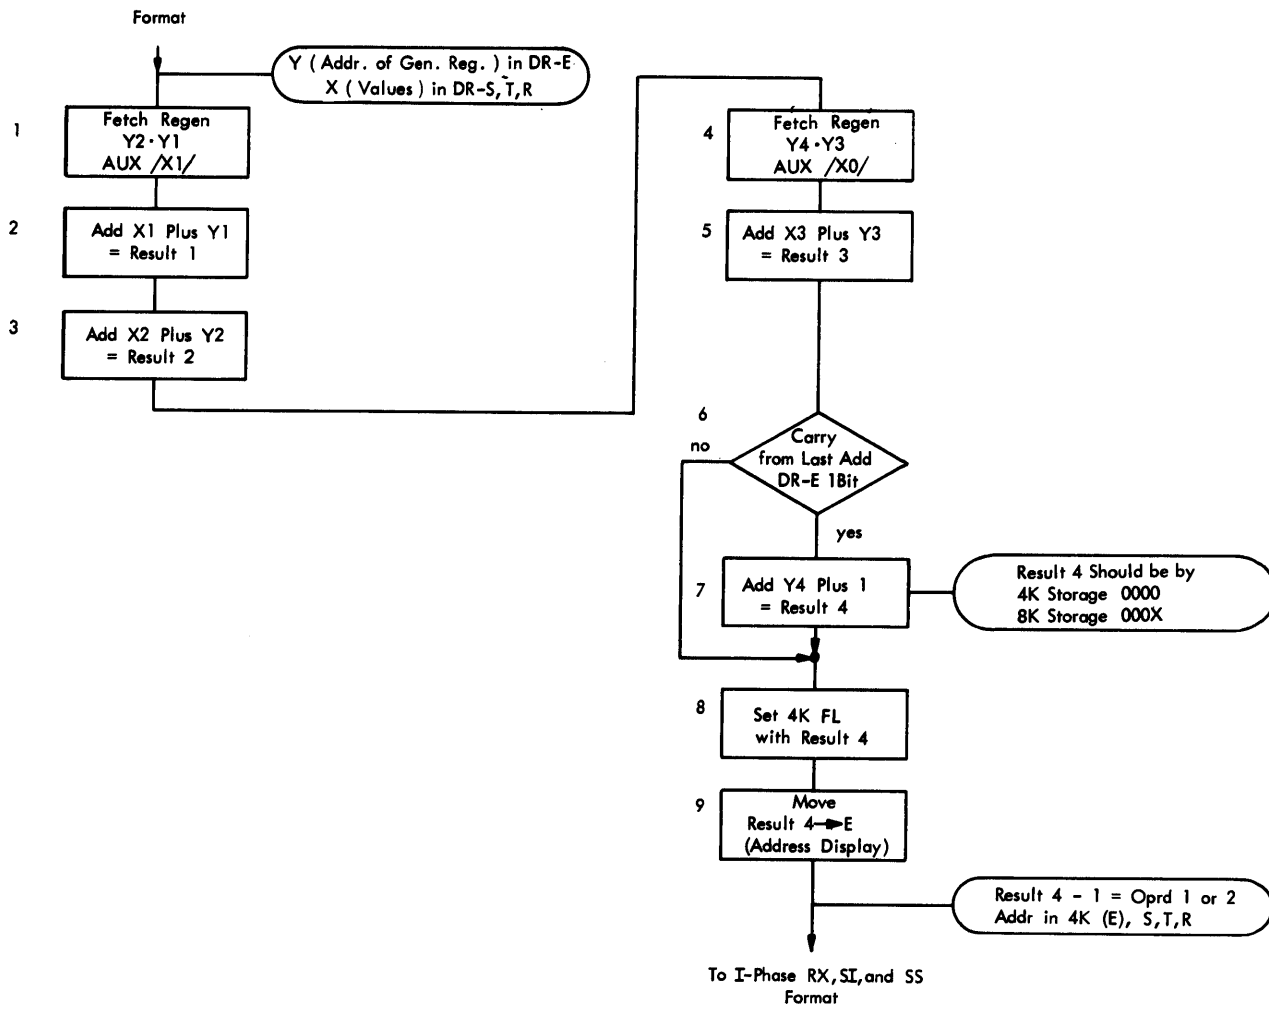 Format
Y ( Addr. of Gen. Reg. ) in DR-E
X ( Values ) in DR-S, T, R
1
Fetch Regen
Y2 · Y1
AUX /X1/
2
Add X1 Plus Y1
= Result 1
3
Add X2 Plus Y2
= Result 2
4
Fetch Regen
Y4 · Y3
AUX /X0/
5
Add X3 Plus Y3
= Result 3
6
no
Carry
from Last Add
DR-E 1Bit
yes
7
Add Y4 Plus 1
= Result 4
Result 4 Should be by
4K Storage 0000
8K Storage 000X
8
Set 4K FL
with Result 4
9
Move
Result 4→E
(Address Display)
Result 4 - 1 = Oprd 1 or 2
Addr in 4K (E), S,T,R
To I-Phase RX, SI, and SS
Format